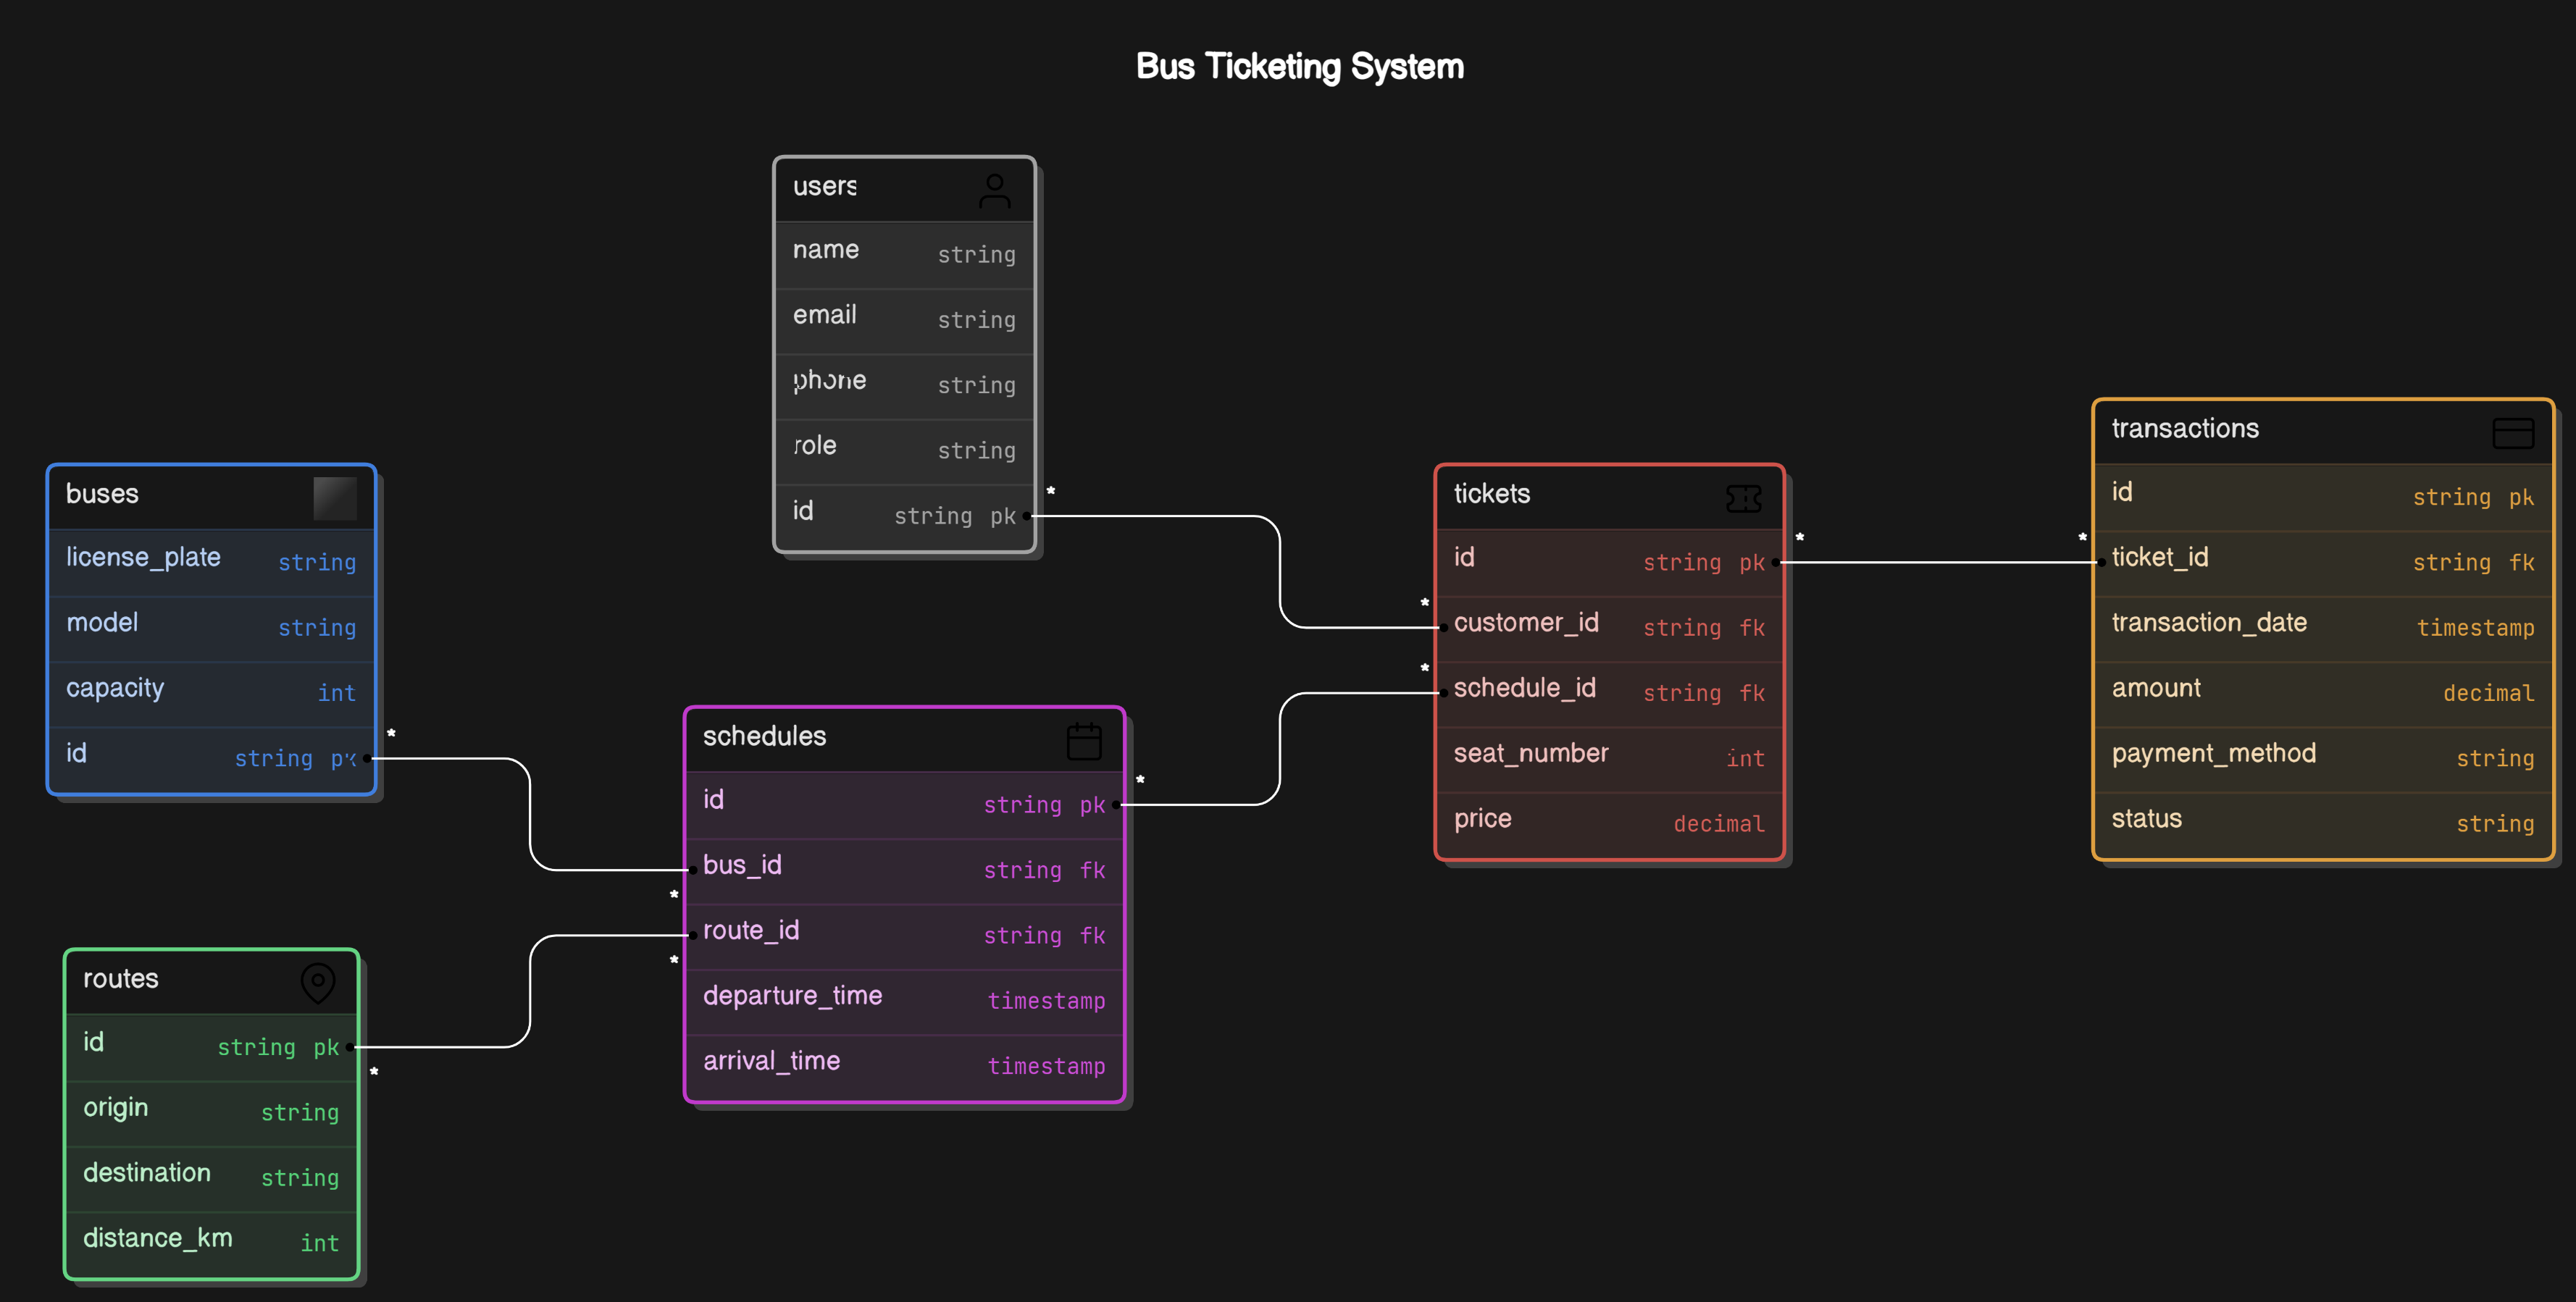 Bus Ticketing System
users
name string
email string
phone string
role string
id string pk
*
buses
license_plate string
model string
capacity int
id string pk
*
routes
id string pk
*
origin string
destination string
distance_km int
schedules
id string pk
*
bus_id string fk
*
route_id string fk
*
departure_time timestamp
arrival_time timestamp
tickets
id string pk
*
*
customer_id string fk
*
schedule_id string fk
seat_number int
price decimal
transactions
id string pk
*
ticket_id string fk
transaction_date timestamp
amount decimal
payment_method string
status string